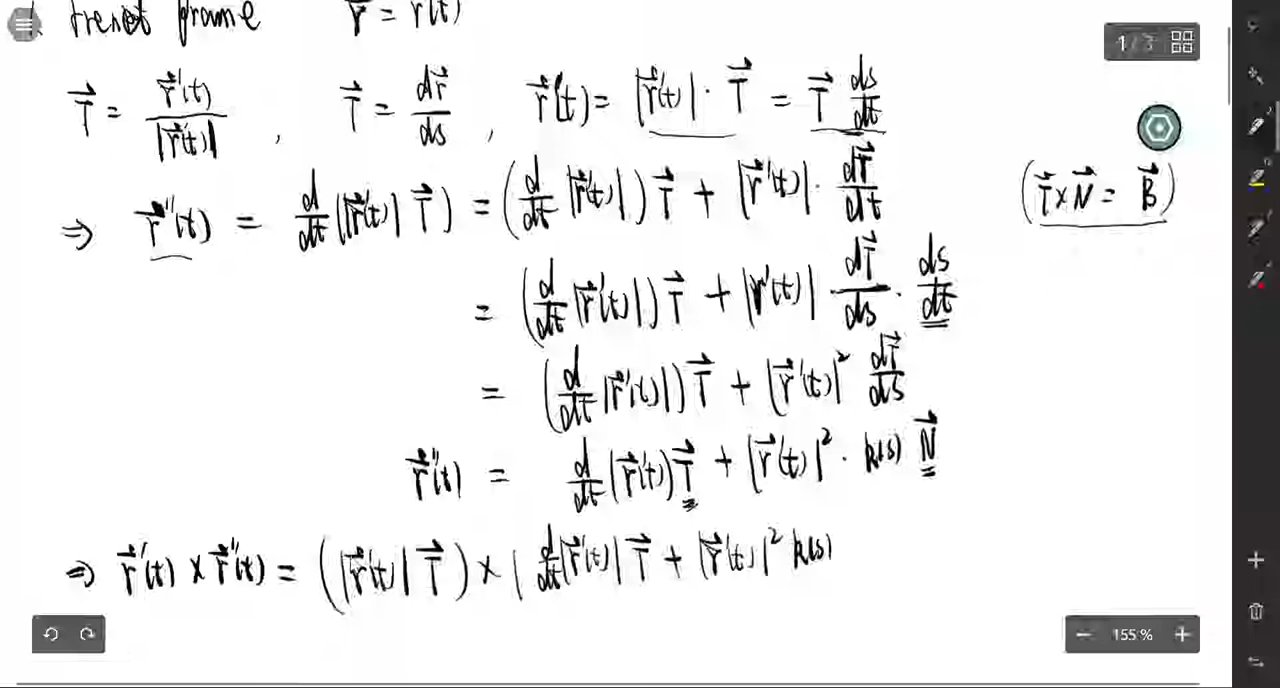 Frenet frame r⃗ = r(t)
1 / 3
T⃗ = r⃗'(t) / |r⃗'(t)| , T⃗ = dr⃗/ds , r⃗'(t) = |r⃗'(t)| · T⃗ = T⃗ ds/dt
⇒ r⃗''(t) = d/dt (|r⃗'(t)| T⃗) = (d/dt |r⃗'(t)|) T⃗ + |r⃗'(t)| · dT⃗/dt
(T⃗ × N⃗ = B⃗)
= (d/dt |r⃗'(t)|) T⃗ + |r'(t)| dT⃗/ds · ds/dt
= (d/dt |r⃗'(t)|) T⃗ + |r⃗'(t)|² dT⃗/ds
r⃗''(t) = d/dt |r⃗'(t)| T⃗ + |r⃗'(t)|² · k(s) N⃗
⇒ r⃗'(t) × r⃗''(t) = (|r⃗'(t)| T⃗) × ( d/dt |r⃗'(t)| T⃗ + |r⃗'(t)|² k(s)
155 %